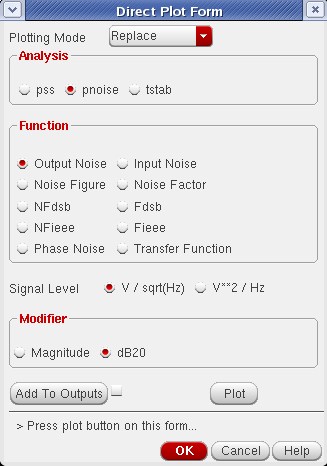 Direct Plot Form
Plotting Mode Replace
Analysis
pss pnoise tstab
Function
Output Noise Input Noise
Noise Figure Noise Factor
NFdsb Fdsb
NFieee Fieee
Phase Noise Transfer Function
Signal Level V / sqrt(Hz) V**2 / Hz
Modifier
Magnitude dB20
Add To Outputs Plot
> Press plot button on this form...
OK Cancel Help